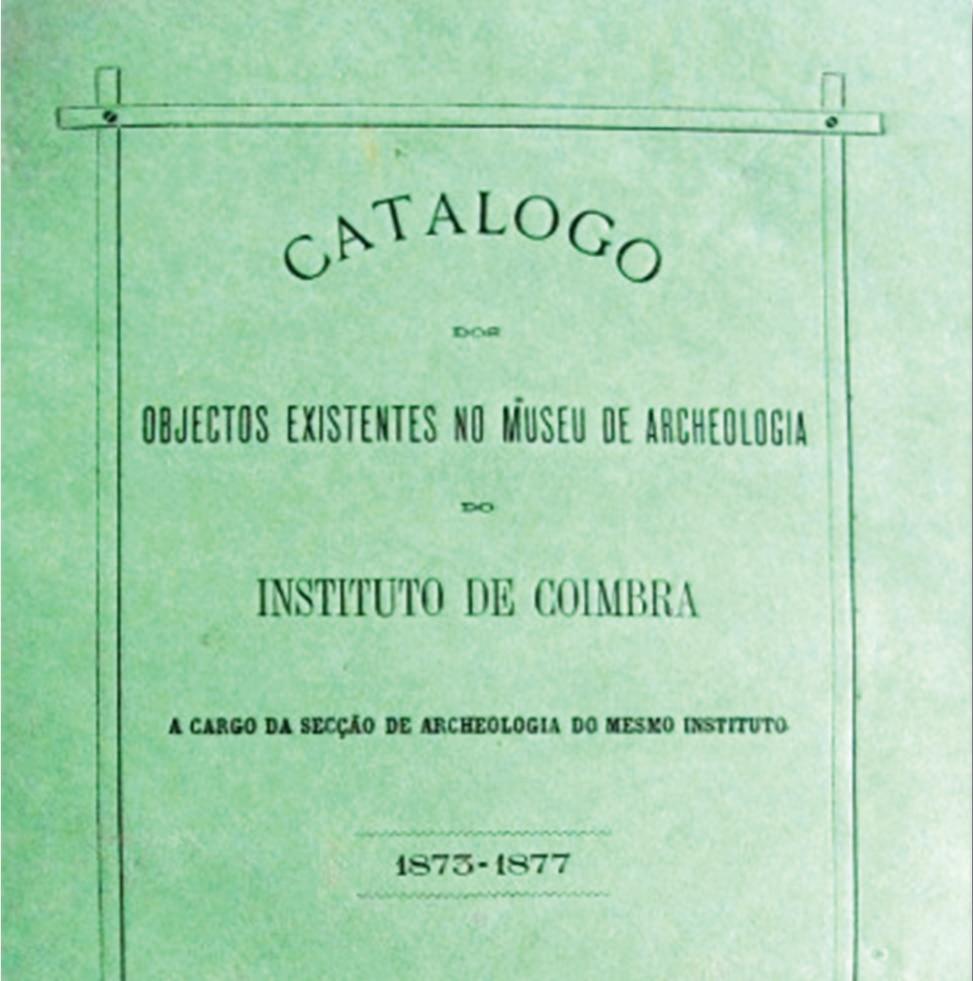 CATALOGO
DOS
OBJECTOS EXISTENTES NO MUSEU DE ARCHEOLOGIA
DO
INSTITUTO DE COIMBRA
A CARGO DA SECÇÃO DE ARCHEOLOGIA DO MESMO INSTITUTO
1873-1877